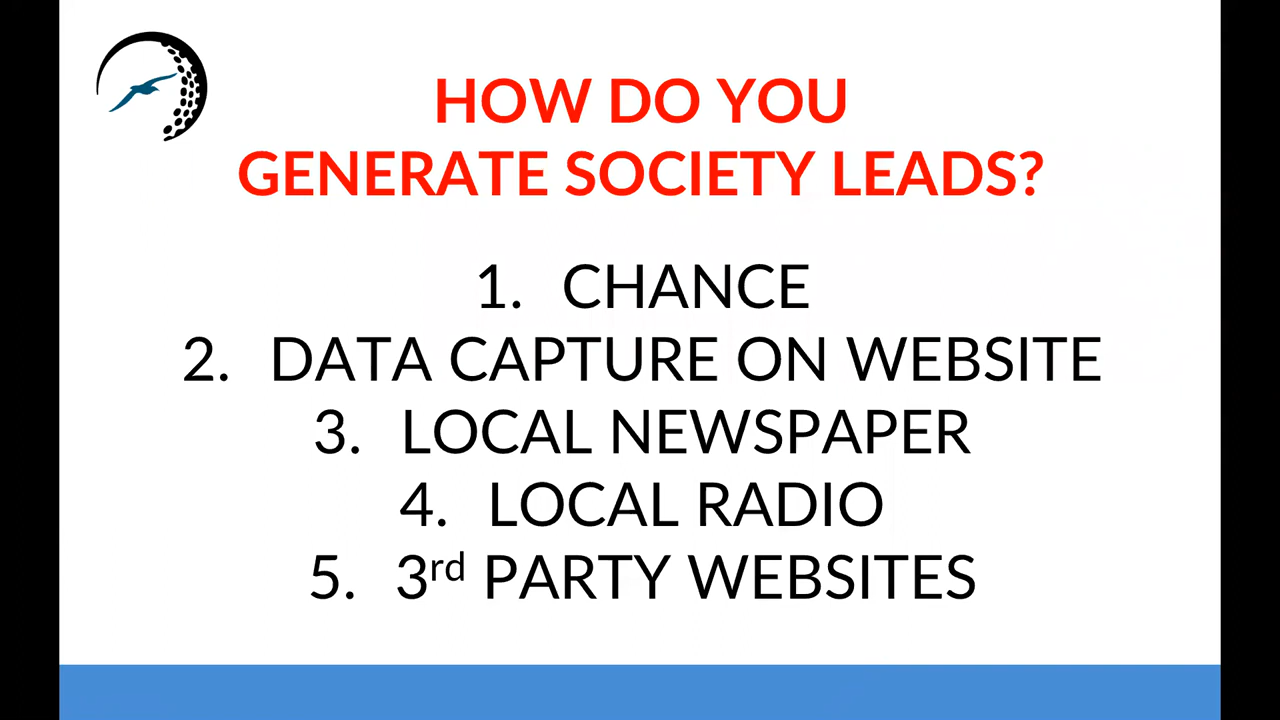 HOW DO YOU
GENERATE SOCIETY LEADS?
1. CHANCE
2. DATA CAPTURE ON WEBSITE
3. LOCAL NEWSPAPER
4. LOCAL RADIO
5. 3rd PARTY WEBSITES